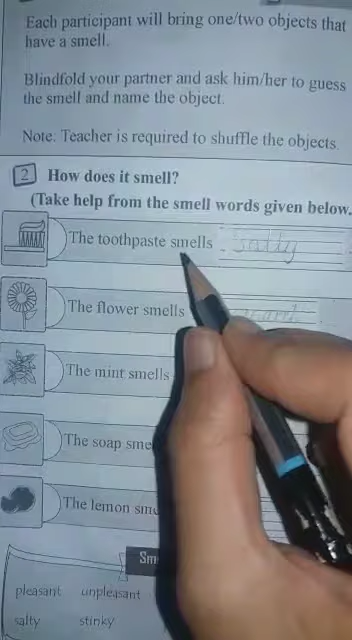 Each participant will bring one/two objects that
have a smell.
Blindfold your partner and ask him/her to guess
the smell and name the object.
Note. Teacher is required to shuffle the objects.
2 How does it smell?
(Take help from the smell words given below.
The toothpaste smells salty
The flower smells
The mint smells
The soap sme
The lemon sme
Sm
pleasant unpleasant
salty stinky